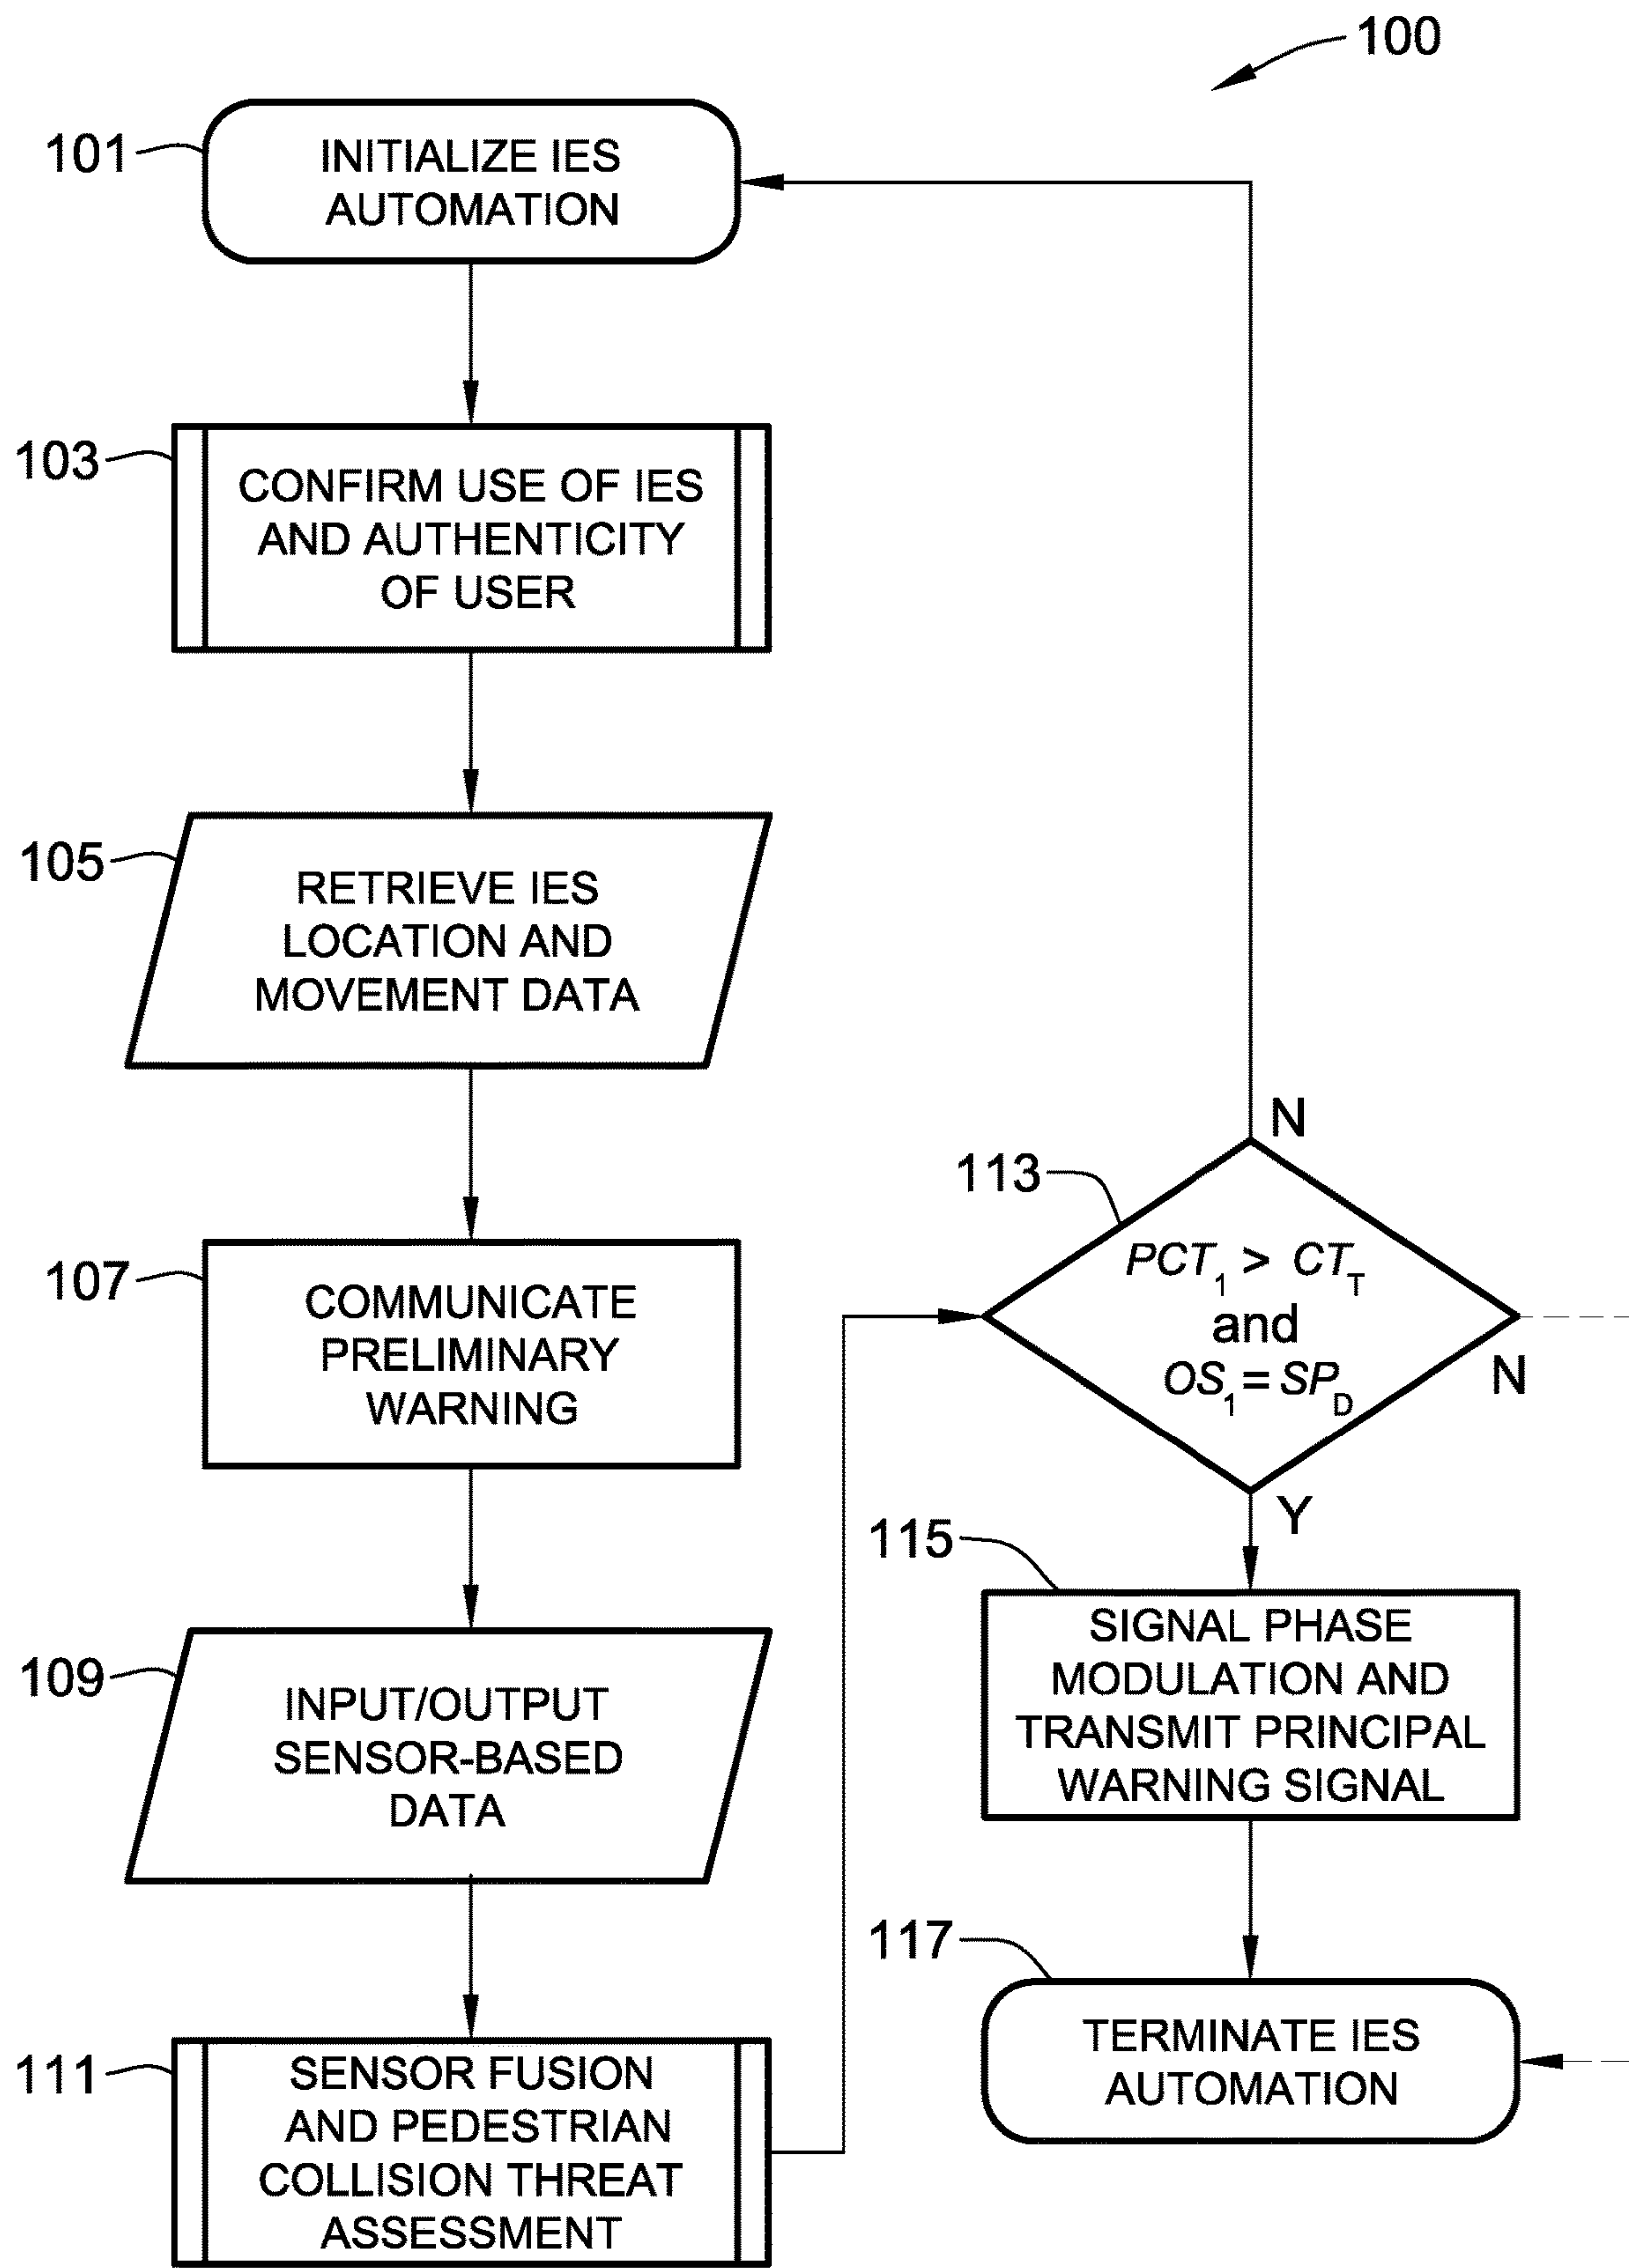 100
101
INITIALIZE IES
AUTOMATION
103
CONFIRM USE OF IES
AND AUTHENTICITY
OF USER
105
RETRIEVE IES
LOCATION AND
MOVEMENT DATA
107
COMMUNICATE
PRELIMINARY
WARNING
109
INPUT/OUTPUT
SENSOR-BASED
DATA
111
SENSOR FUSION
AND PEDESTRIAN
COLLISION THREAT
ASSESSMENT
N
113
PCT₁ > CT_T
and
OS₁ = SP_D
N
Y
115
SIGNAL PHASE
MODULATION AND
TRANSMIT PRINCIPAL
WARNING SIGNAL
117
TERMINATE IES
AUTOMATION